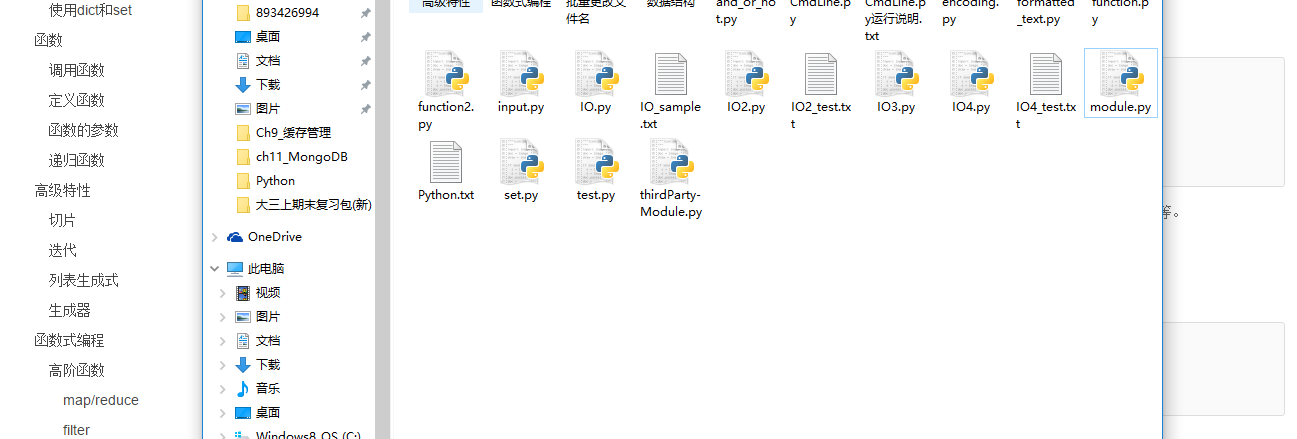 使用dict和set
函数
调用函数
定义函数
函数的参数
递归函数
高级特性
切片
迭代
列表生成式
生成器
函数式编程
高阶函数
map/reduce
filter
893426994
桌面
文档
下载
图片
Ch9_缓存管理
ch11_MongoDB
Python
大三上期末复习包(新)
OneDrive
此电脑
视频
图片
文档
下载
音乐
桌面
Windows8_OS (C:)
高级特性
函数式编程
批量更改文
件名
数据结构
and_or_no
t.py
CmdLine.p
y
CmdLine.p
y运行说明.
txt
encoding.
py
formatted
_text.py
function.p
y
function2.
py
input.py
IO.py
IO_sample
.txt
IO2.py
IO2_test.tx
t
IO3.py
IO4.py
IO4_test.tx
t
module.py
Python.txt
set.py
test.py
thirdParty-
Module.py
等。